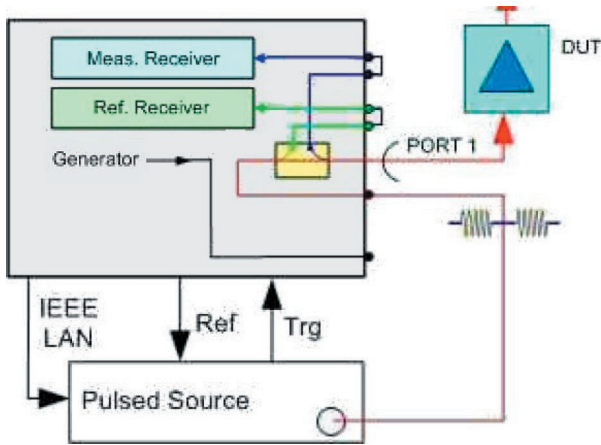 Meas. Receiver
DUT
Ref. Receiver
Generator
PORT 1
IEEE
LAN
Ref
Trg
Pulsed Source